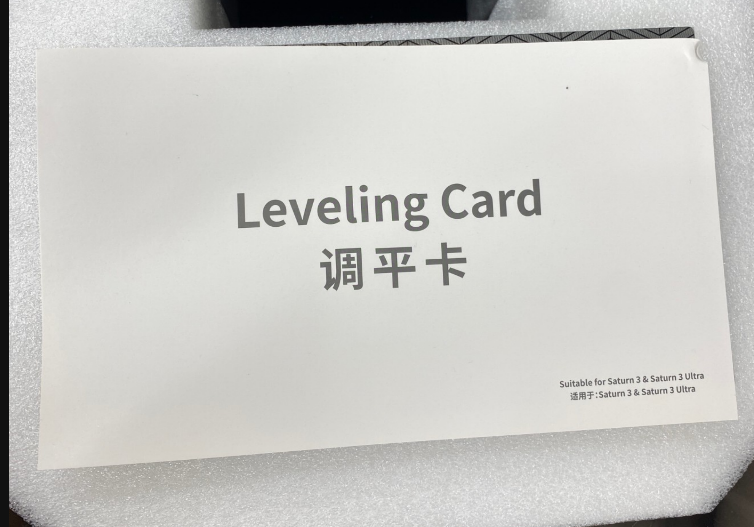 Leveling Card
调平卡
Suitable for Saturn 3 & Saturn 3 Ultra
适用于：Saturn 3 & Saturn 3 Ultra